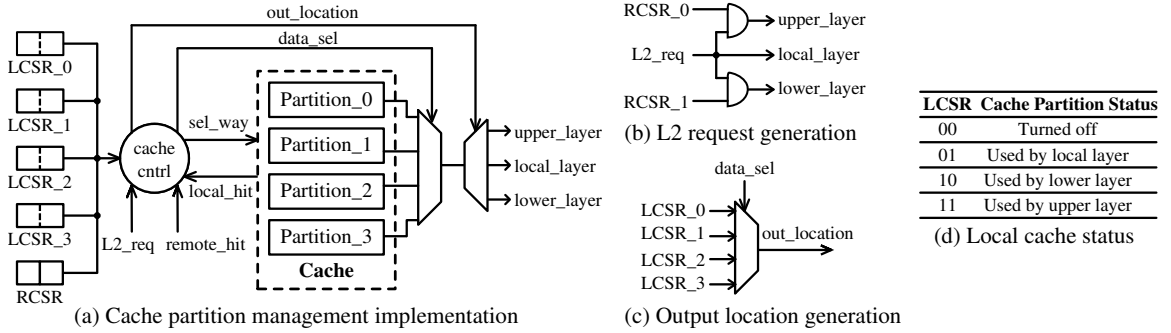 out_location
data_sel
LCSR_0
LCSR_1
LCSR_2
LCSR_3
RCSR
cache
cntrl
sel_way
local_hit
L2_req
remote_hit
Partition_0
Partition_1
Partition_2
Partition_3
Cache
upper_layer
local_layer
lower_layer
(a) Cache partition management implementation
RCSR_0
L2_req
RCSR_1
upper_layer
local_layer
lower_layer
(b) L2 request generation
data_sel
LCSR_0
LCSR_1
LCSR_2
LCSR_3
out_location
(c) Output location generation
LCSR Cache Partition Status
00 Turned off
01 Used by local layer
10 Used by lower layer
11 Used by upper layer
(d) Local cache status